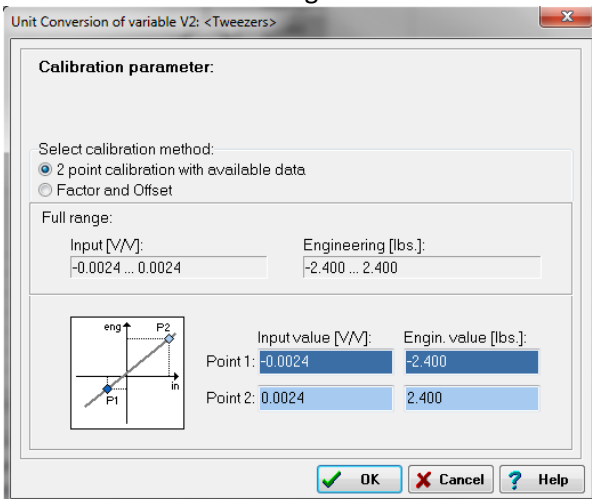 Unit Conversion of variable V2: <Tweezers>
Calibration parameter:
Select calibration method:
2 point calibration with available data
Factor and Offset
Full range:
Input [V/V]: Engineering [lbs.]:
-0.0024 ... 0.0024 -2.400 ... 2.400
eng P2
in
P1
Input value [V/V]: Engin. value [lbs.]:
Point 1: -0.0024 -2.400
Point 2: 0.0024 2.400
OK Cancel ? Help